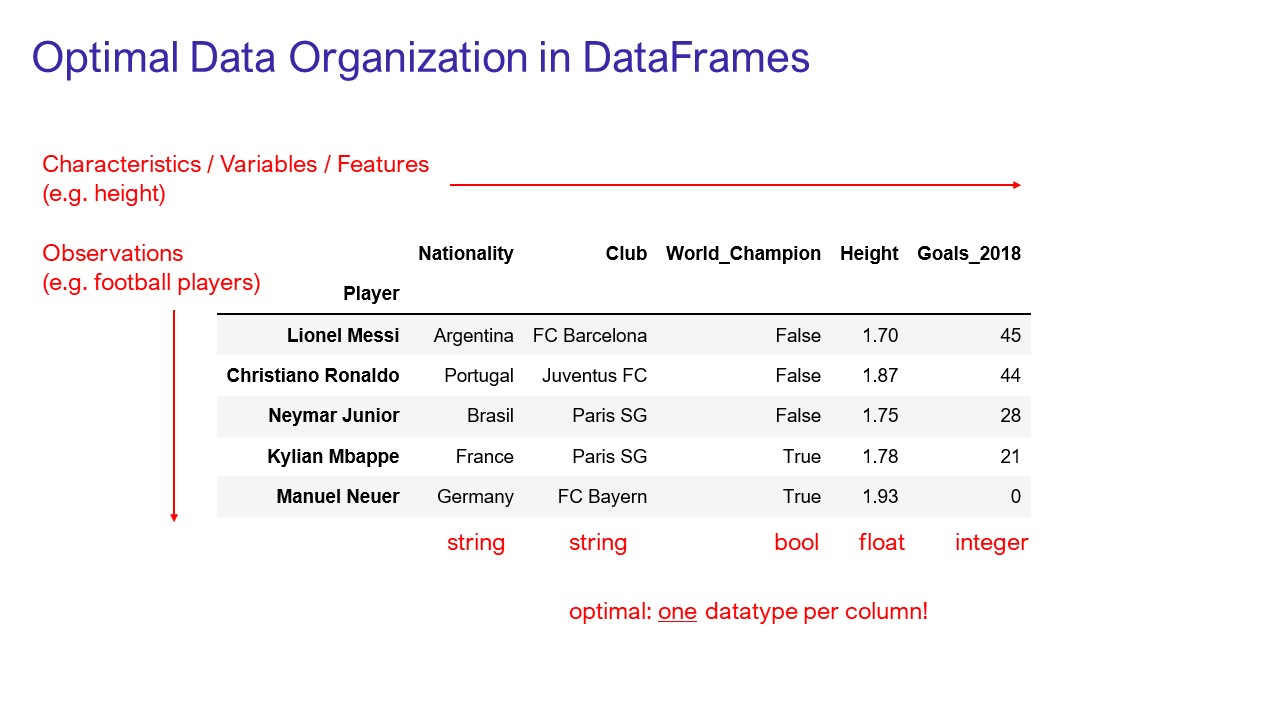 Optimal Data Organization in DataFrames
Characteristics / Variables / Features
(e.g. height)
Observations
(e.g. football players)
Nationality Club World_Champion Height Goals_2018
Player
Lionel Messi Argentina FC Barcelona False 1.70 45
Christiano Ronaldo Portugal Juventus FC False 1.87 44
Neymar Junior Brasil Paris SG False 1.75 28
Kylian Mbappe France Paris SG True 1.78 21
Manuel Neuer Germany FC Bayern True 1.93 0
string string bool float integer
optimal: one datatype per column!